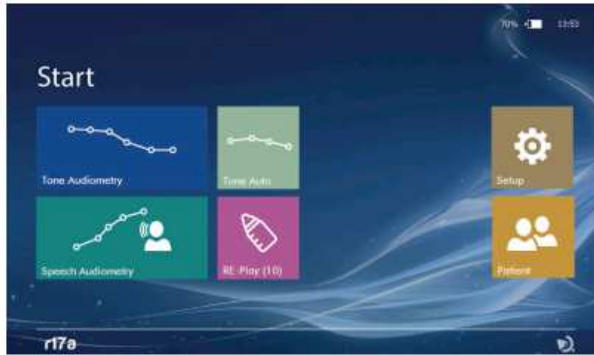 70% 13:53
Start
Tone Audiometry
Tone Auto
Setup
Speech Audiometry
RE-Play (10)
Patient
r17a